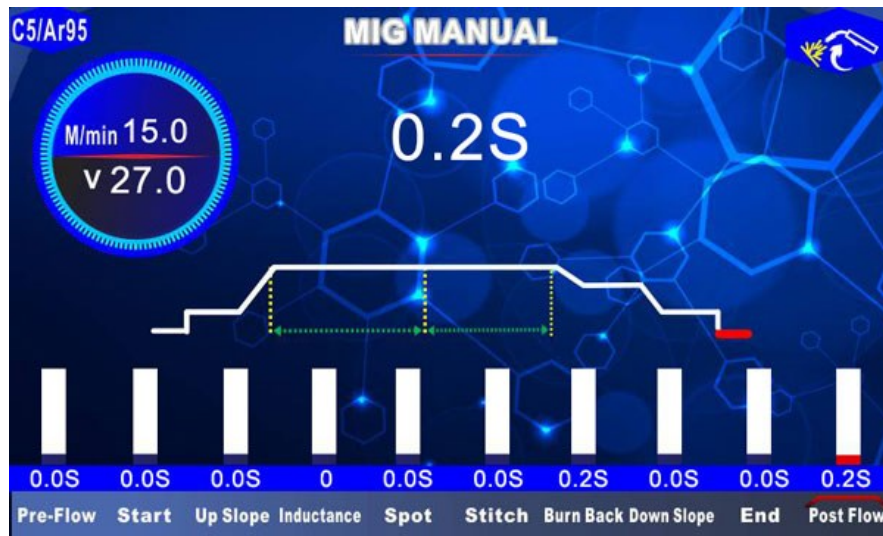 C5/Ar95
MIG MANUAL
M/min 15.0
V 27.0
0.2S
0.0S 0.0S 0.0S 0 0.0S 0.0S 0.2S 0.0S 0.0S 0.2S
Pre-Flow Start Up Slope Inductance Spot Stitch Burn Back Down Slope End Post Flow